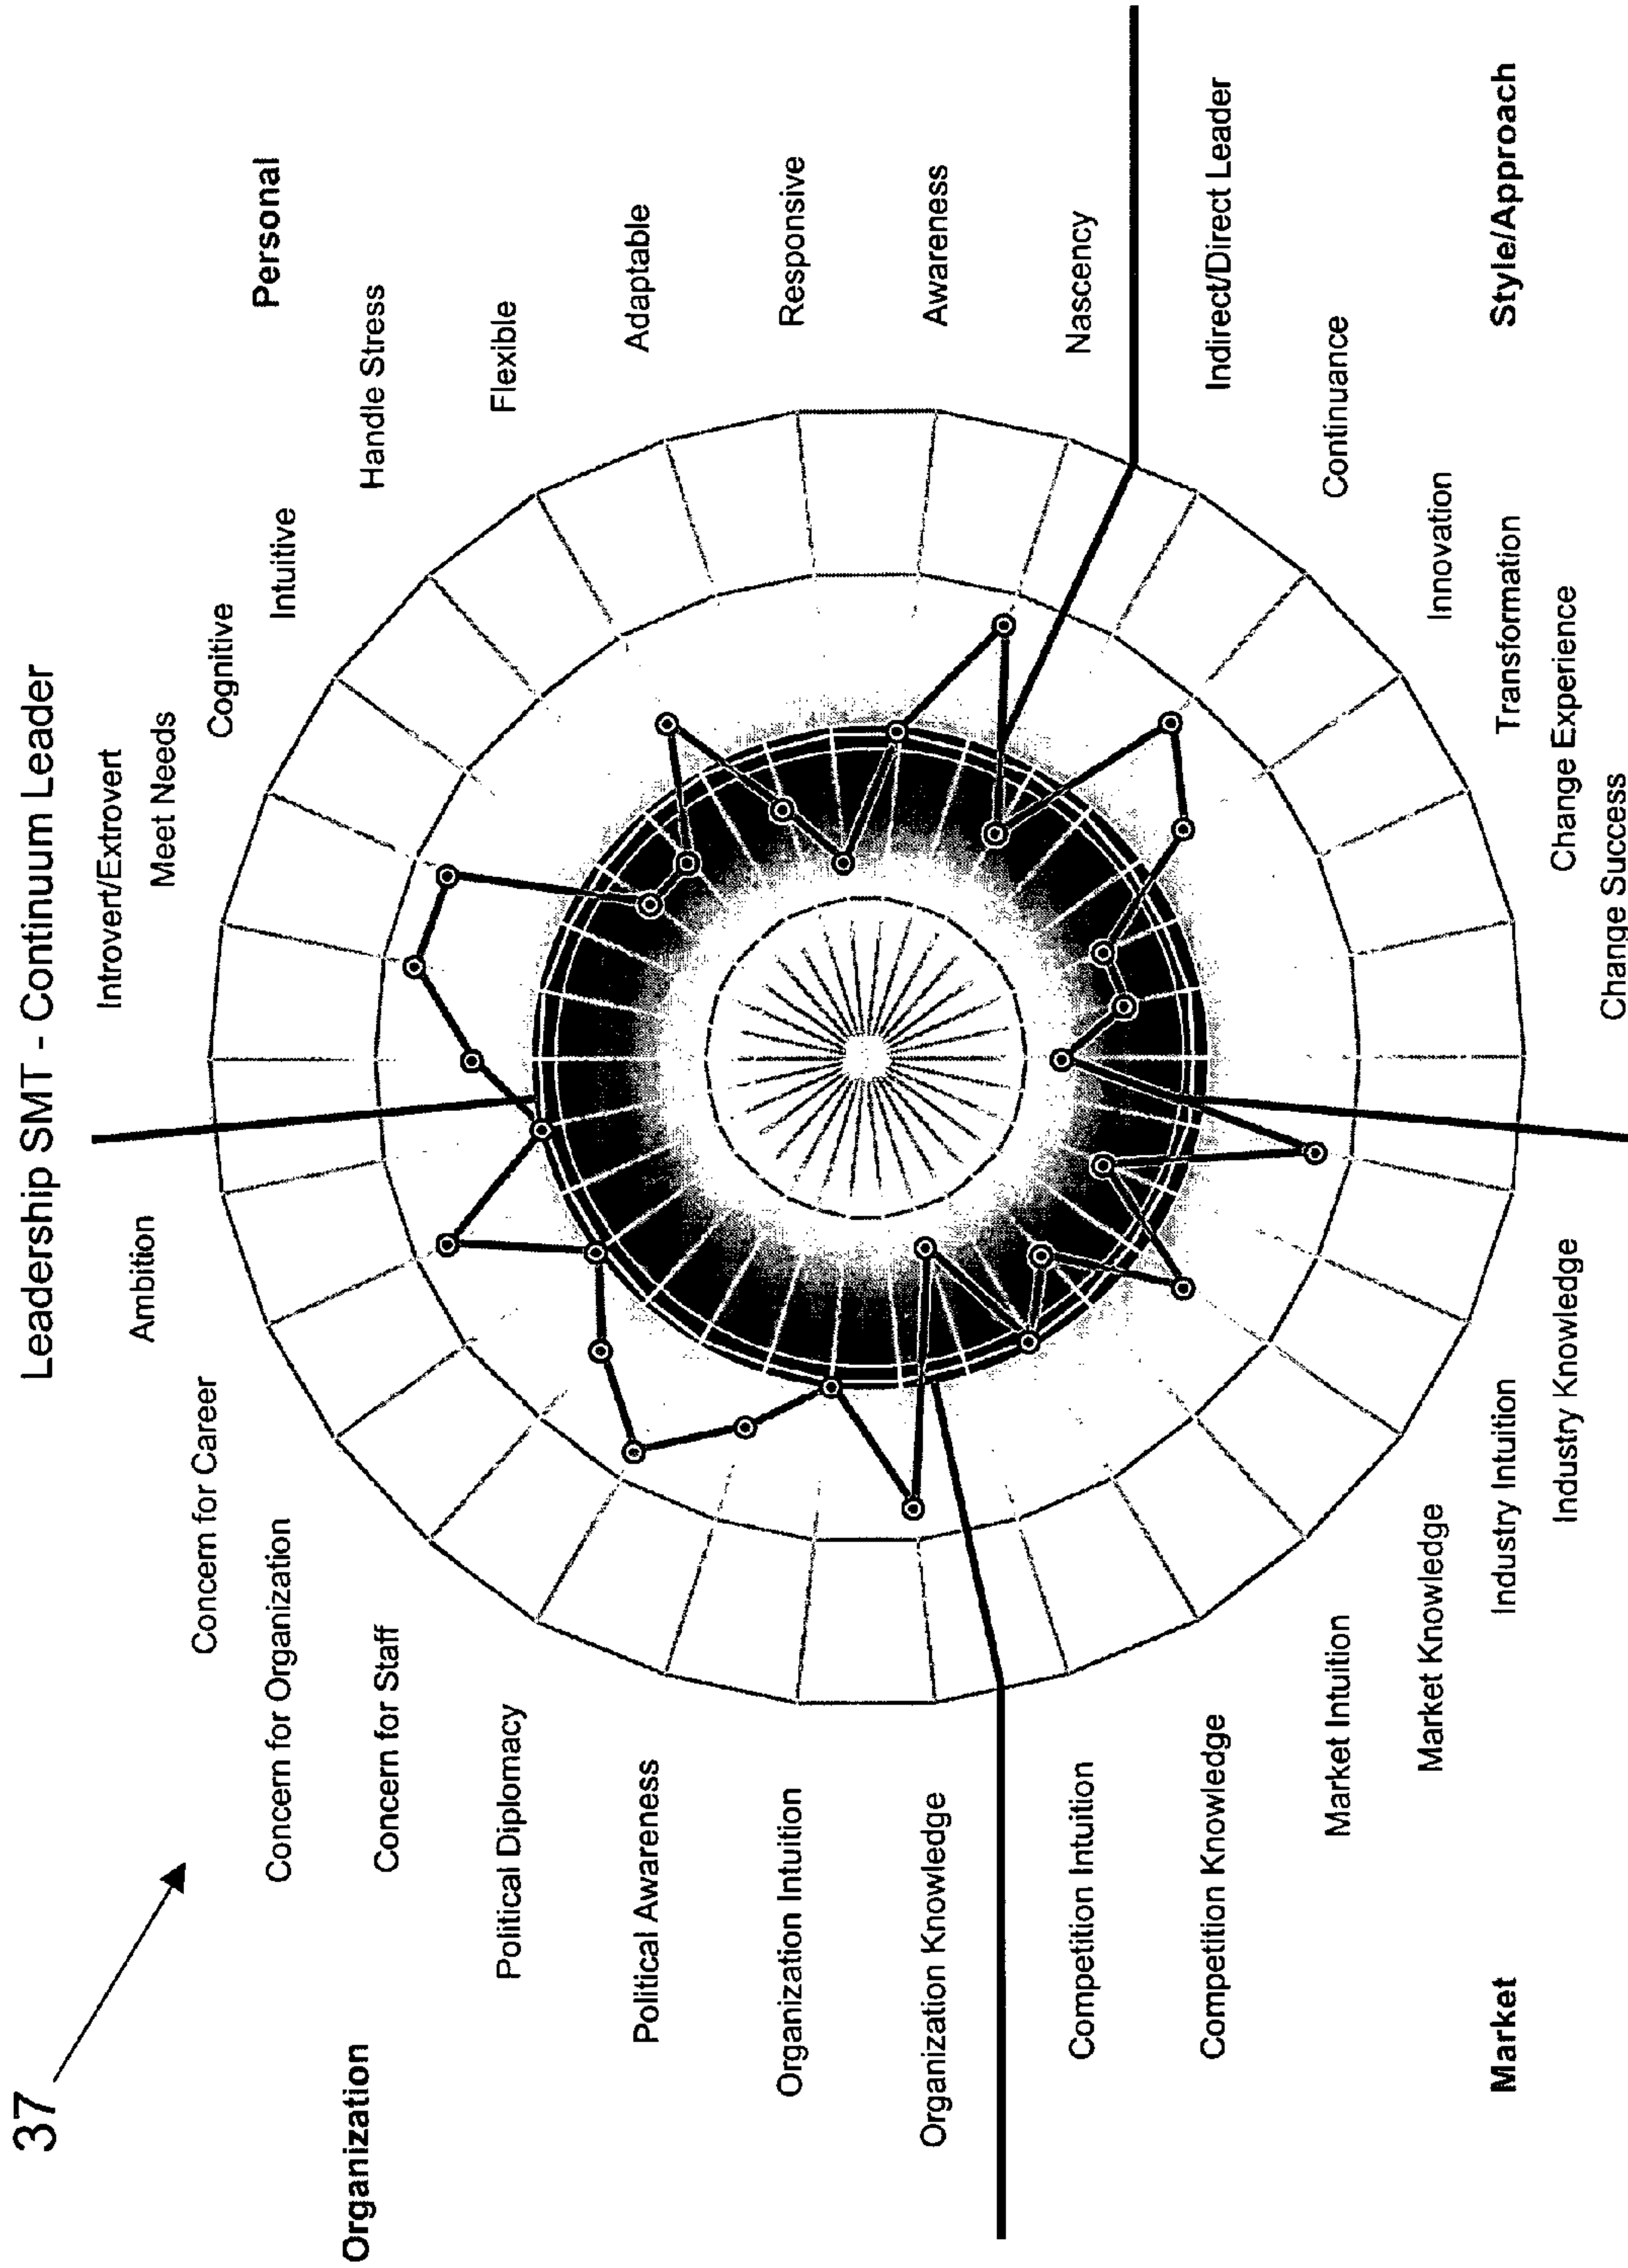 37
Leadership SMT - Continuum Leader
Organization
Personal
Introvert/Extrovert
Meet Needs
Cognitive
Intuitive
Handle Stress
Flexible
Adaptable
Responsive
Awareness
Nascency
Indirect/Direct Leader
Continuance
Innovation
Transformation
Change Experience
Change Success
Style/Approach
Industry Knowledge
Industry Intuition
Market Knowledge
Market Intuition
Competition Knowledge
Competition Intuition
Market
Organization Knowledge
Organization Intuition
Political Awareness
Political Diplomacy
Concern for Staff
Concern for Organization
Concern for Career
Ambition